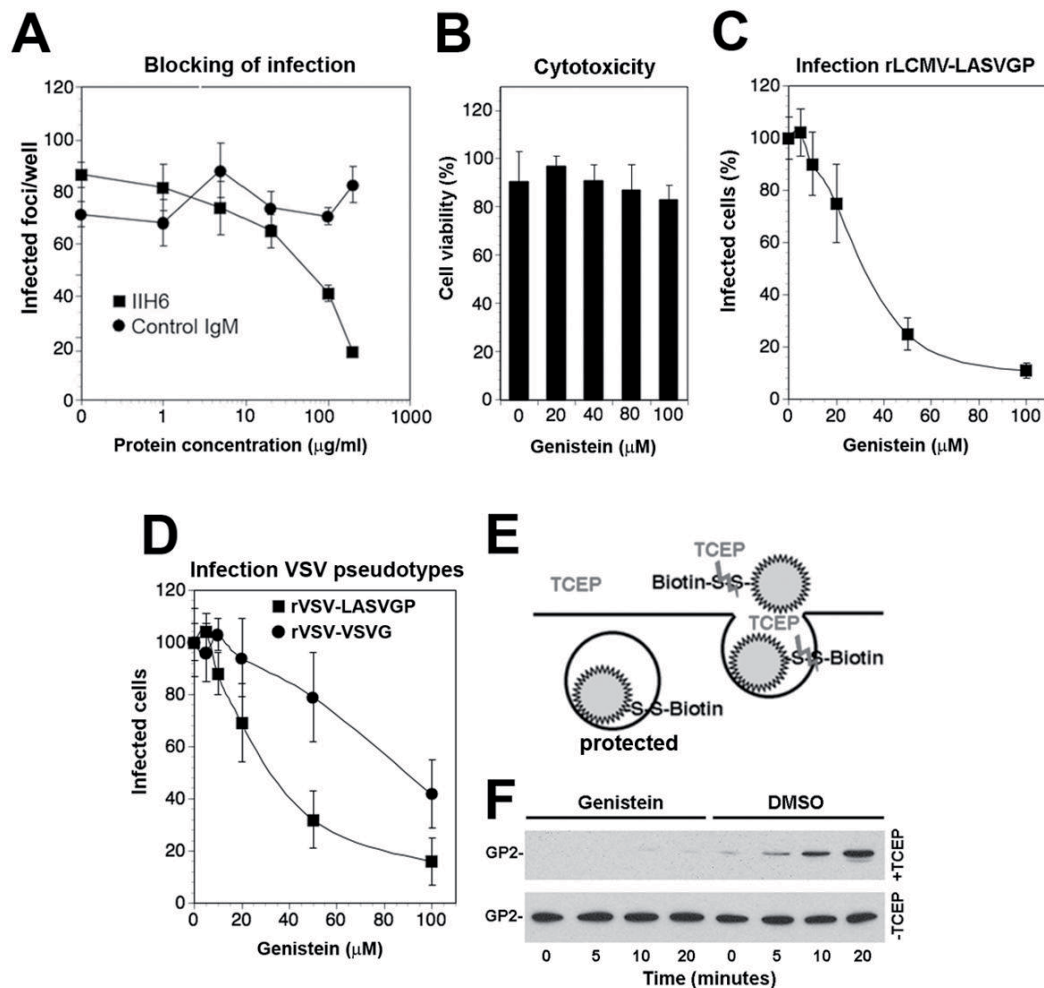 A
Blocking of infection
120
100
80
60
40
20
0
Infected foci/well
IIH6
Control IgM
0 1 10 100 1000
Protein concentration (μg/ml)
B
Cytotoxicity
120
100
80
60
40
20
0
Cell viability (%)
0 20 40 80 100
Genistein (μM)
C
Infection rLCMV-LASVGP
120
100
80
60
40
20
0
Infected cells (%)
0 20 40 60 80 100
Genistein (μM)
D
Infection VSV pseudotypes
120
100
80
60
40
20
0
Infected cells
rVSV-LASVGP
rVSV-VSVG
0 20 40 60 80 100
Genistein (μM)
E
TCEP
TCEP
Biotin-S-S-
TCEP
-S-S-Biotin
-S-S-Biotin
protected
F
Genistein DMSO
GP2-
+TCEP
GP2-
-TCEP
0 5 10 20 0 5 10 20
Time (minutes)